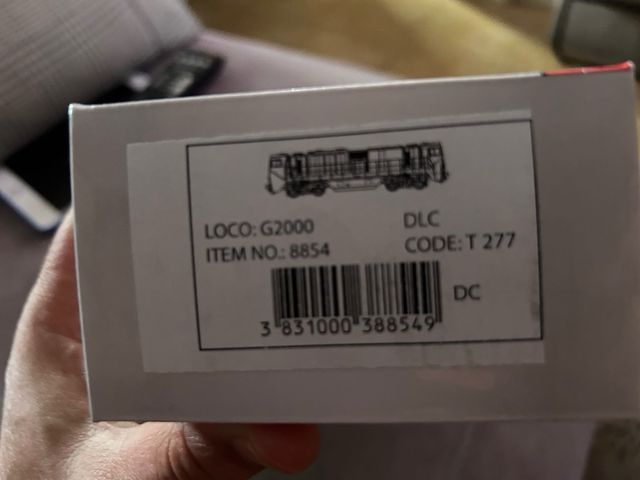 LOCO: G2000 DLC
ITEM NO.: 8854 CODE: T 277
DC
3 831000 388549